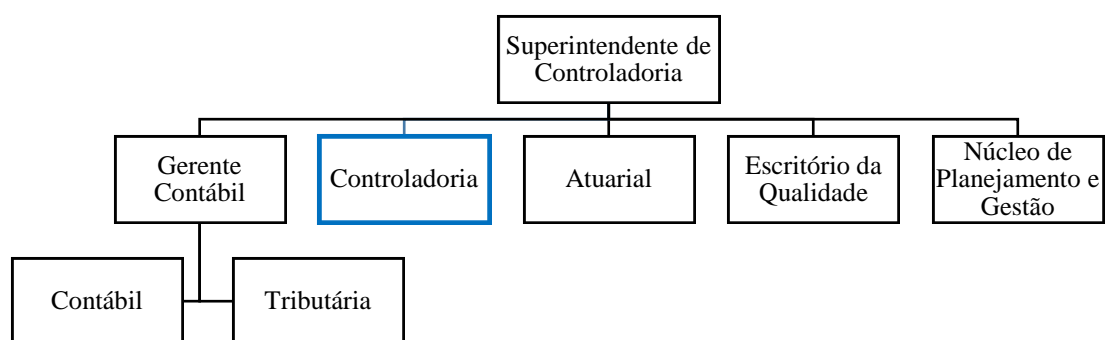 Superintendente de
Controladoria
Gerente
Contábil
Controladoria
Atuarial
Escritório da
Qualidade
Núcleo de
Planejamento e
Gestão
Contábil
Tributária